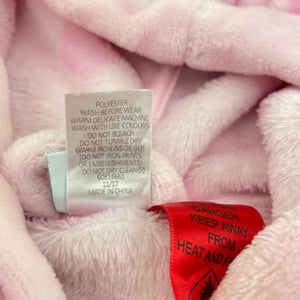 POLYESTER
WASH BEFORE WEAR
WARM DELICATE MACHINE
WASH WITH LIKE COLOURS
DO NOT BLEACH
DO NOT TUMBLE DRY
WARM IRON INSIDE OUT
!DO NOT IRON PRINTS
OR EMBELLISHMENTS!
DO NOT DRY CLEAN
60814661
11/17
MADE IN CHINA
DANGER
KEEP AWAY
FROM
HEAT AND